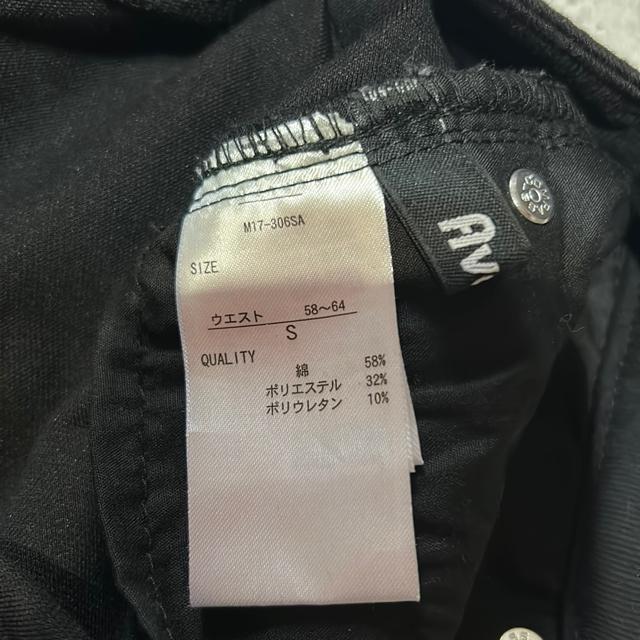 M17-306SA
SIZE
ウエスト 58～64
S
QUALITY
綿 58%
ポリエステル 32%
ポリウレタン 10%
AV